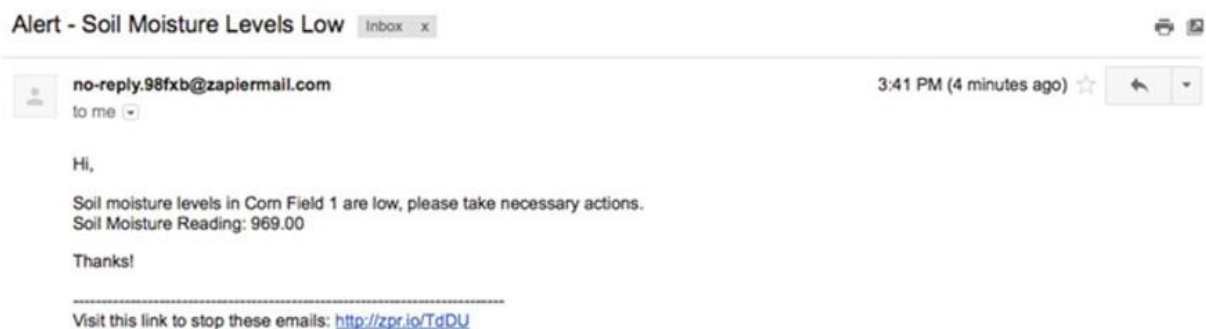 Alert - Soil Moisture Levels Low Inbox x
no-reply.98fxb@zapiermail.com 3:41 PM (4 minutes ago)
to me
Hi,
Soil moisture levels in Corn Field 1 are low, please take necessary actions.
Soil Moisture Reading: 969.00
Thanks!
--------------------------------------------------------------------------------
Visit this link to stop these emails: http://zpr.io/TdDU